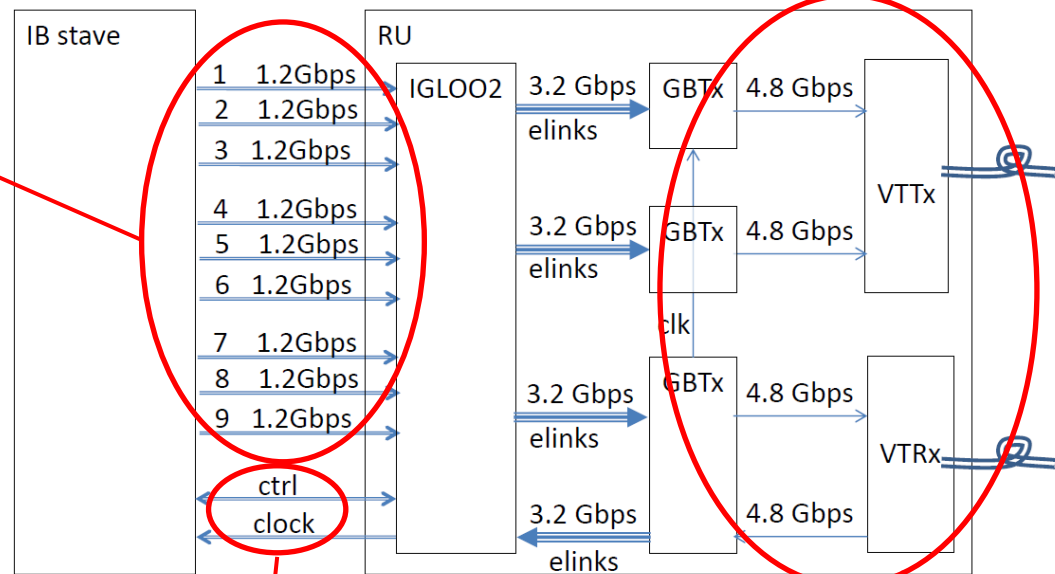 IB stave
RU
1 1.2Gbps
2 1.2Gbps
3 1.2Gbps
4 1.2Gbps
5 1.2Gbps
6 1.2Gbps
7 1.2Gbps
8 1.2Gbps
9 1.2Gbps
ctrl
clock
IGLOO2
3.2 Gbps
elinks
GBTx
4.8 Gbps
3.2 Gbps
elinks
GBTx
4.8 Gbps
VTTx
clk
3.2 Gbps
elinks
GBTx
4.8 Gbps
VTRx
3.2 Gbps
elinks
4.8 Gbps